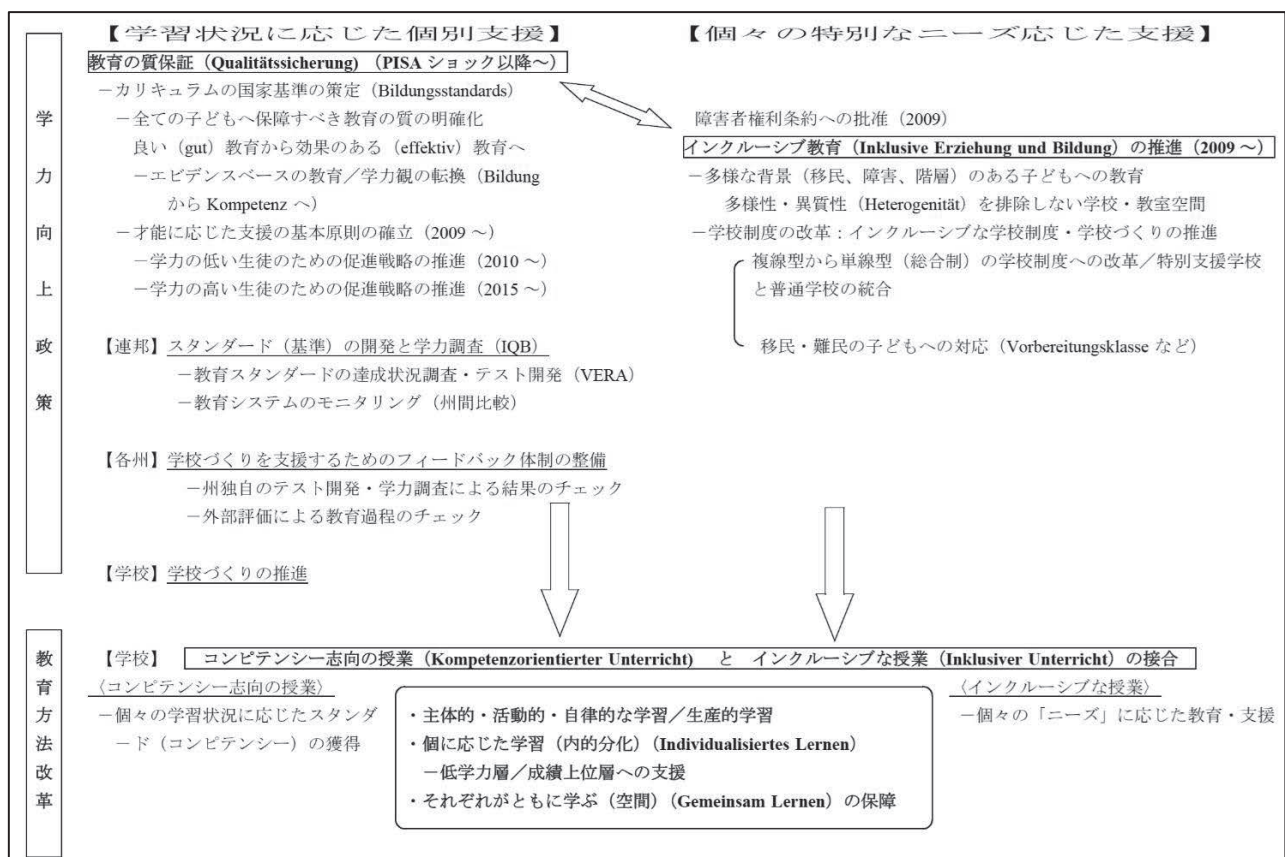 【学習状況に応じた個別支援】
【個々の特別なニーズ応じた支援】
学力向上政策
教育の質保証（Qualitätssicherung）（PISA ショック以降～）
－カリキュラムの国家基準の策定（Bildungsstandards）
－全ての子どもへ保障すべき教育の質の明確化
良い（gut）教育から効果のある（effektiv）教育へ
－エビデンスベースの教育／学力観の転換（Bildung
から Kompetenz へ）
－才能に応じた支援の基本原則の確立（2009 ～）
－学力の低い生徒のための促進戦略の推進（2010 ～）
－学力の高い生徒のための促進戦略の推進（2015 ～）
障害者権利条約への批准（2009）
インクルーシブ教育（Inklusive Erziehung und Bildung）の推進（2009 ～）
－多様な背景（移民、障害、階層）のある子どもへの教育
多様性・異質性（Heterogenität）を排除しない学校・教室空間
－学校制度の改革：インクルーシブな学校制度・学校づくりの推進
複線型から単線型（総合制）の学校制度への改革／特別支援学校
と普通学校の統合
移民・難民の子どもへの対応（Vorbereitungsklasse など）
【連邦】スタンダード（基準）の開発と学力調査（IQB）
－教育スタンダードの達成状況調査・テスト開発（VERA）
－教育システムのモニタリング（州間比較）
【各州】学校づくりを支援するためのフィードバック体制の整備
－州独自のテスト開発・学力調査による結果のチェック
－外部評価による教育過程のチェック
【学校】学校づくりの推進
教育方法改革
【学校】 コンピテンシー志向の授業（Kompetenzorientierter Unterricht） と インクルーシブな授業（Inklusiver Unterricht）の接合
〈コンピテンシー志向の授業〉
－個々の学習状況に応じたスタンダ
－ド（コンピテンシー）の獲得
・主体的・活動的・自律的な学習／生産的学習
・個に応じた学習（内的分化）（Individualisiertes Lernen）
－低学力層／成績上位層への支援
・それぞれがともに学ぶ（空間）（Gemeinsam Lernen）の保障
〈インクルーシブな授業〉
－個々の「ニーズ」に応じた教育・支援